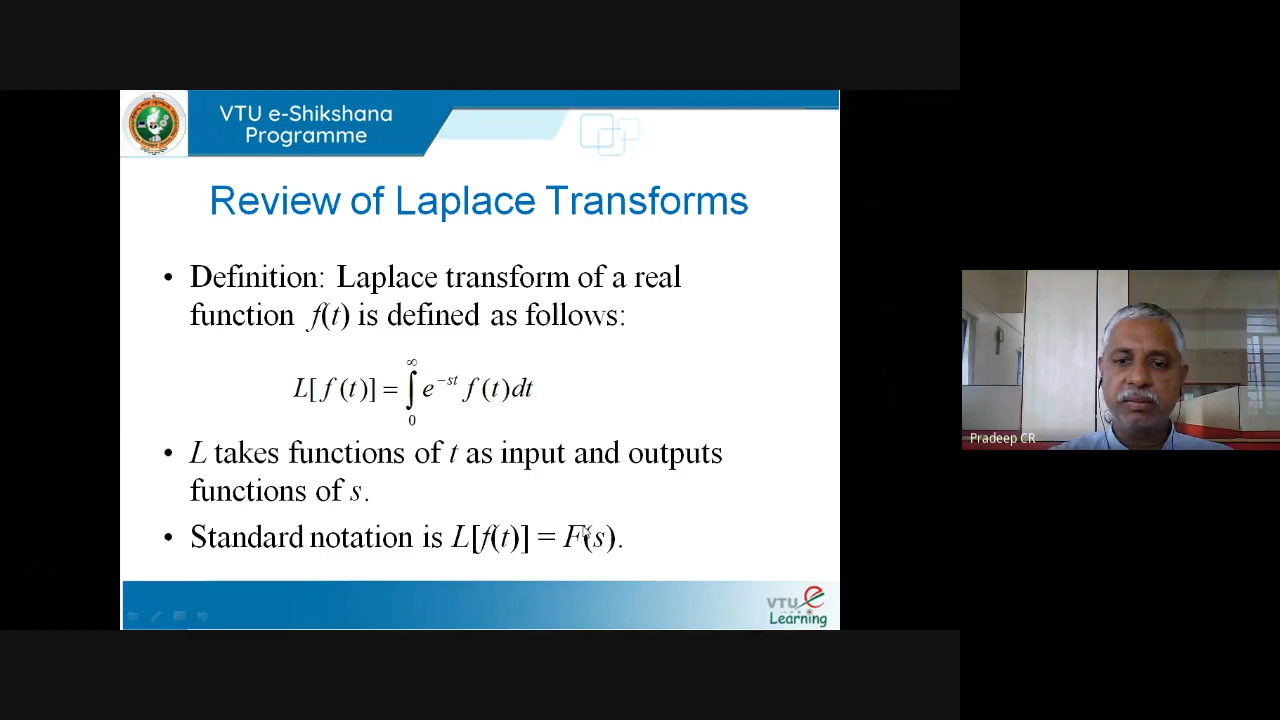 VTU e-Shikshana
Programme
Review of Laplace Transforms
• Definition: Laplace transform of a real
function f(t) is defined as follows:
L[f(t)] = ∫₀^∞ e^{−st} f(t)dt
• L takes functions of t as input and outputs
functions of s.
• Standard notation is L[f(t)] = F(s).
VTU e
Learning
Pradeep CR